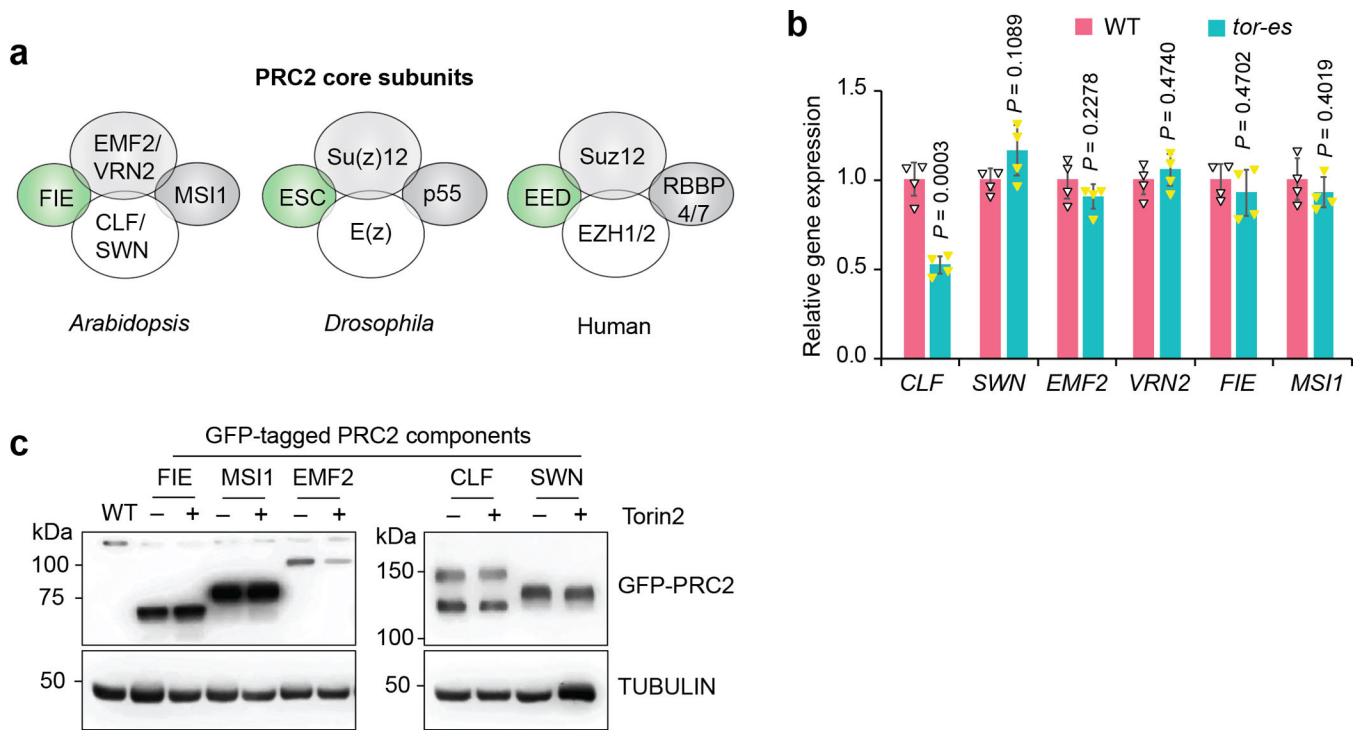 a
PRC2 core subunits
EMF2/
VRN2
FIE
MSI1
CLF/
SWN
Arabidopsis
Su(z)12
ESC
p55
E(z)
Drosophila
Suz12
EED
RBBP
4/7
EZH1/2
Human
b
WT
tor-es
Relative gene expression
1.5
1.0
0.5
0.0
P = 0.0003
P = 0.1089
P = 0.2278
P = 0.4740
P = 0.4702
P = 0.4019
CLF SWN EMF2 VRN2 FIE MSI1
c
GFP-tagged PRC2 components
FIE MSI1 EMF2 CLF SWN
WT – + – + – + – + – + Torin2
kDa
100
75
50
kDa
150
100
50
GFP-PRC2
TUBULIN